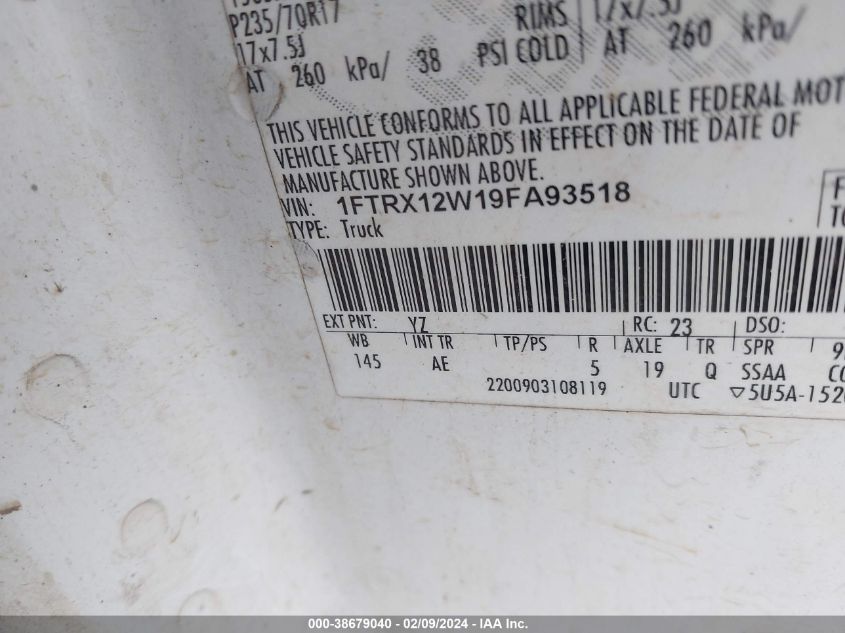 P235/70R17 RIMS 17x7.5J
17x7.5J
AT 260 kPa/ 38 PSI COLD AT 260 kPa/
THIS VEHICLE CONFORMS TO ALL APPLICABLE FEDERAL MOT
VEHICLE SAFETY STANDARDS IN EFFECT ON THE DATE OF
MANUFACTURE SHOWN ABOVE.
VIN: 1FTRX12W19FA93518
TYPE: Truck
EXT PNT: YZ RC: 23 DSO:
WB INT TR TP/PS R AXLE TR SPR
145 AE 5 19 Q SSAA
2200903108119 UTC ▽5U5A-152
000-38679040 - 02/09/2024 - IAA Inc.